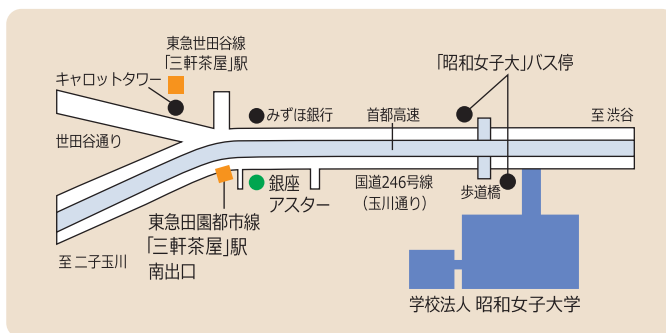 東急世田谷線
「三軒茶屋」駅
キャロットタワー
世田谷通り
みずほ銀行
首都高速
「昭和女子大」バス停
至 渋谷
銀座
アスター
国道246号線
（玉川通り）
歩道橋
東急田園都市線
「三軒茶屋」駅
南出口
至 二子玉川
学校法人 昭和女子大学